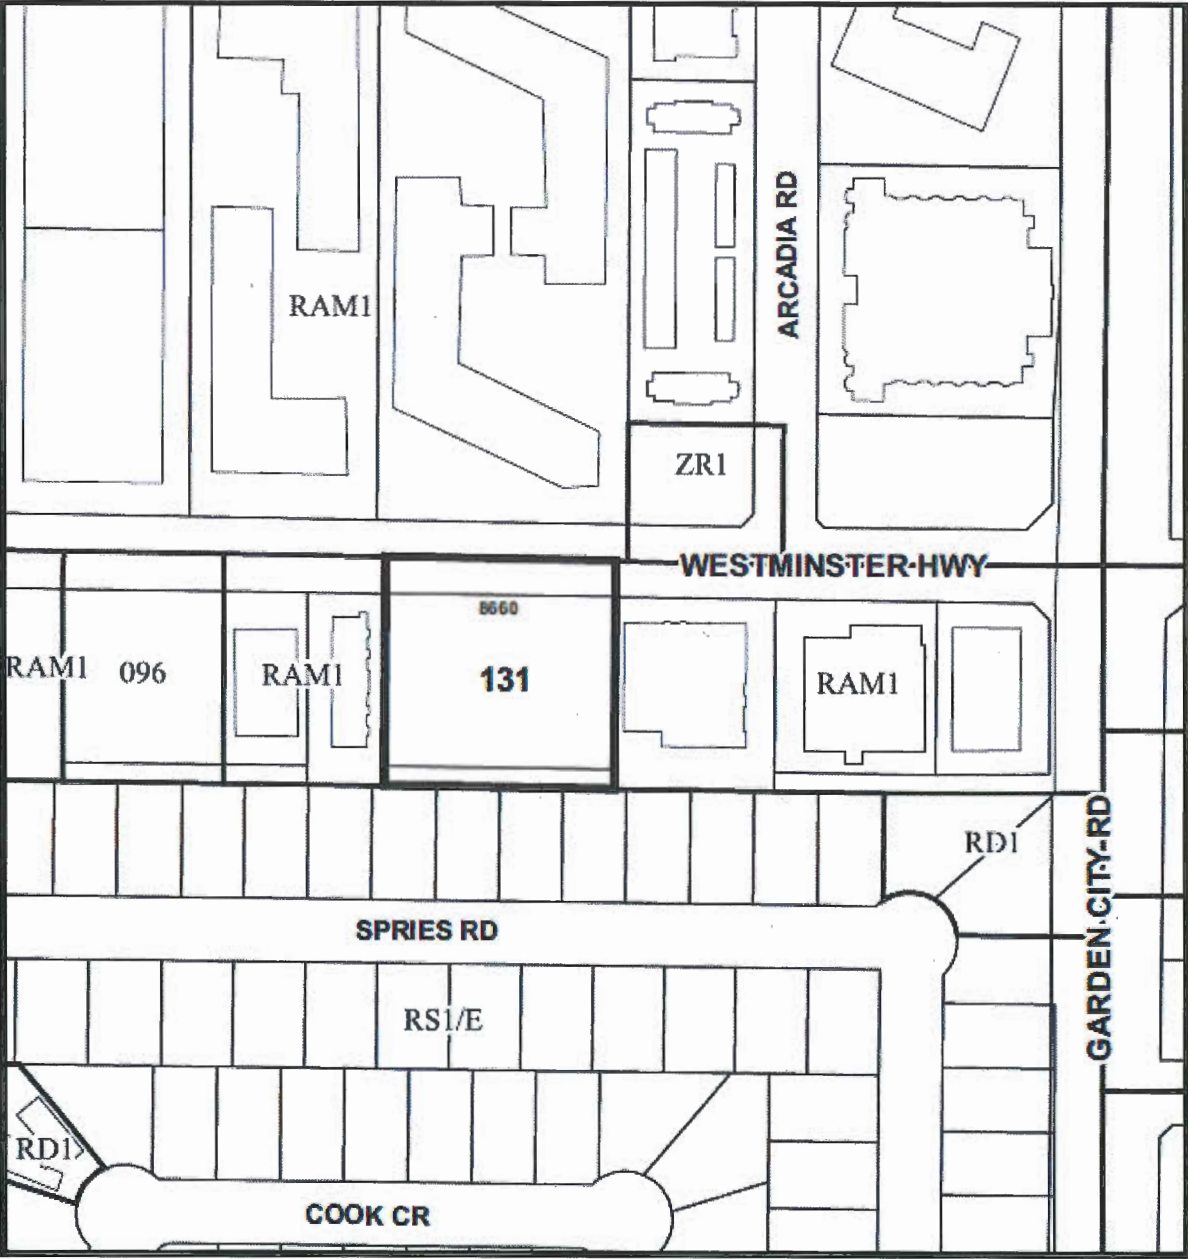 ARCADIA RD
RAM1
ZR1
WESTMINSTER HWY
8660
RAM1
096
RAM1
131
RAM1
RD1
GARDEN CITY RD
SPRIES RD
RS1/E
RD1
COOK CR